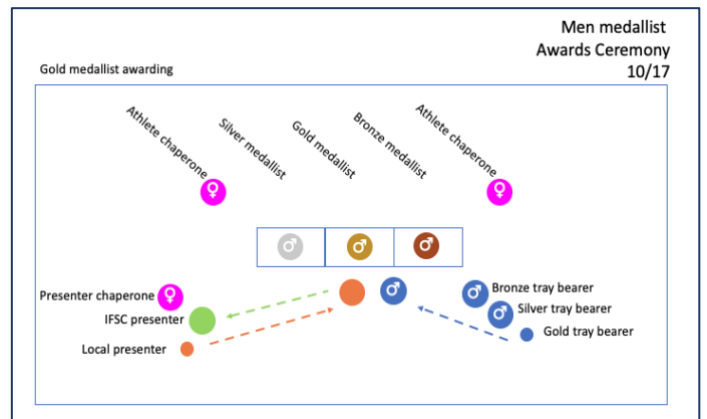 Men medallist
Awards Ceremony
10/17
Gold medallist awarding
Athlete chaperone
Silver medallist
Gold medallist
Bronze medallist
Athlete chaperone
Presenter chaperone
IFSC presenter
Local presenter
Bronze tray bearer
Silver tray bearer
Gold tray bearer